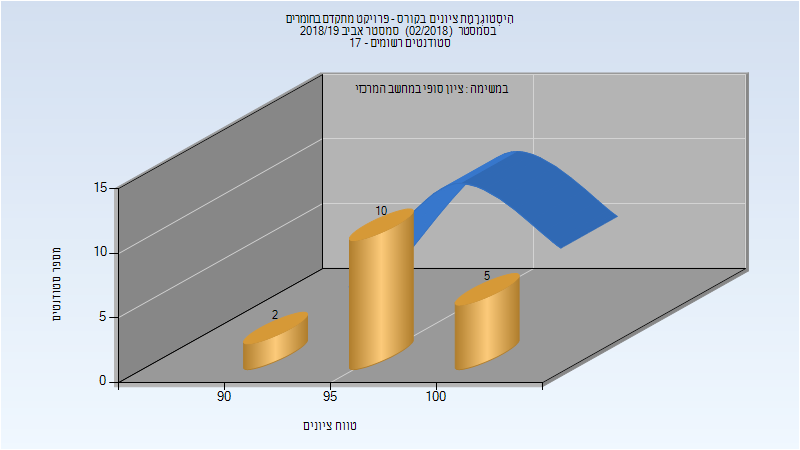 היסטוגרמת ציונים בקורס - פרויקט מתקדם בחומרים
בסמסטר (02/2018) סמסטר אביב 2018/19
סטודנטים רשומים - 17
במשימה : ציון סופי במחשב המרכזי
מספר סטודנטים
15
10
5
0
2
10
5
90
95
100
טווח ציונים